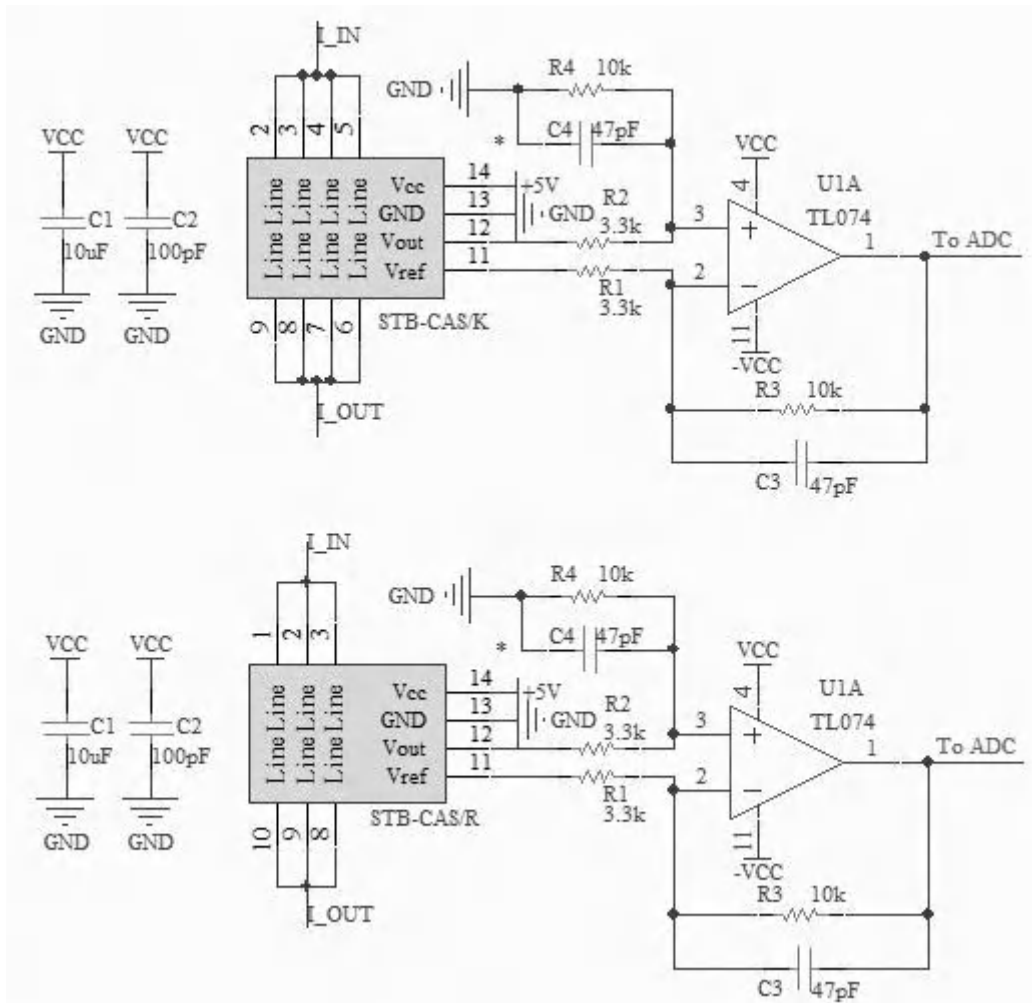 I_IN
R4 10k
GND
VCC VCC
* C4 47pF
2 3 4 5
VCC
Line Line Line Line
Vcc 14 +5V
GND 13 GND
Vout 12
Vref 11
R2
3.3k
R1
3.3k
C1
10uF
C2
100pF
GND GND
3 + 4 U1A
TL074
1 To ADC
2 − 11
-VCC
9 8 7 6
STB-CAS/K
I_OUT
R3 10k
C3 47pF
I_IN
R4 10k
GND
VCC VCC
* C4 47pF
1 2 3
VCC
Line Line Line
Vcc 14 +5V
GND 13 GND
Vout 12
Vref 11
R2
3.3k
R1
3.3k
C1
10uF
C2
100pF
GND GND
3 + 4 U1A
TL074
1 To ADC
2 − 11
-VCC
10 9 8
STB-CAS/R
I_OUT
R3 10k
C3 47pF